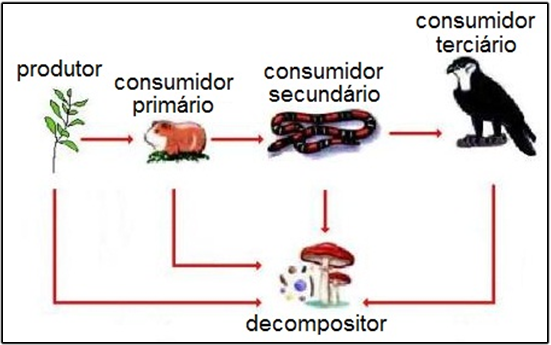 produtor
consumidor
primário
consumidor
secundário
consumidor
terciário
decompositor